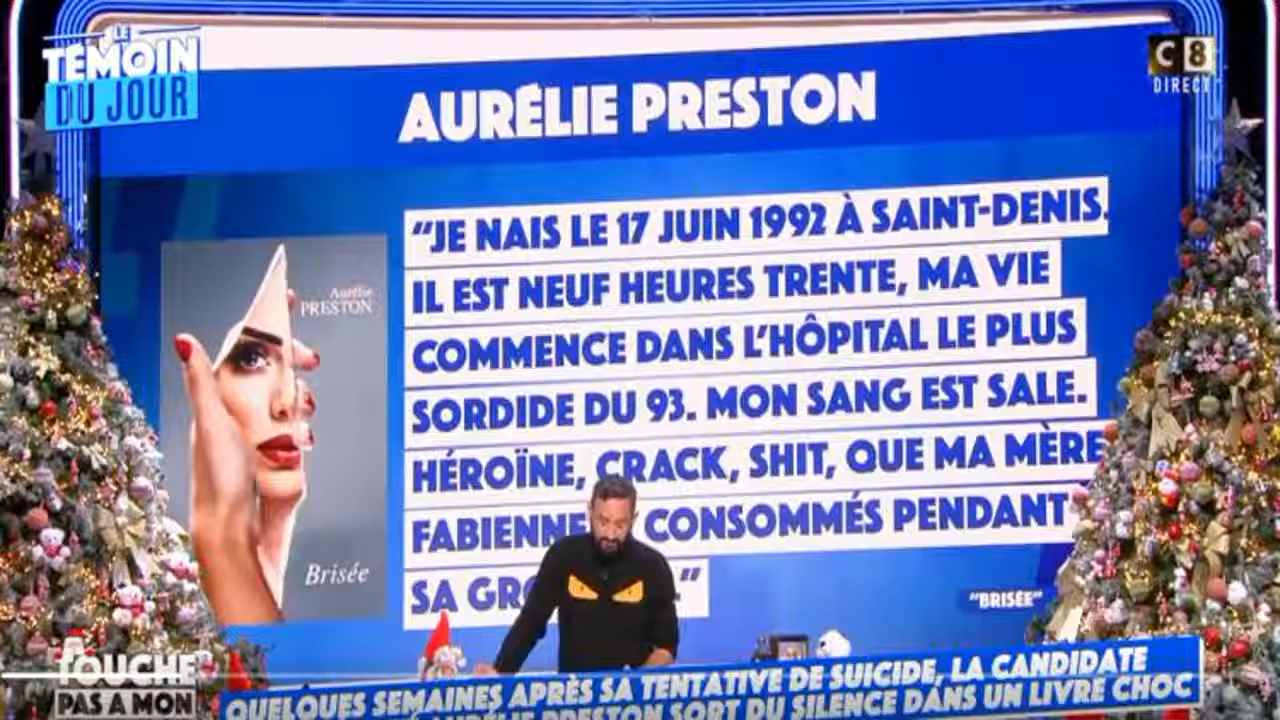 LE
TEMOIN
DU JOUR
C8
DIRECT
AURÉLIE PRESTON
"JE NAIS LE 17 JUIN 1992 À SAINT-DENIS.
IL EST NEUF HEURES TRENTE, MA VIE
COMMENCE DANS L'HÔPITAL LE PLUS
SORDIDE DU 93. MON SANG EST SALE.
HÉROÏNE, CRACK, SHIT, QUE MA MÈRE
FABIENNE CONSOMMÉS PENDANT
SA "
Aurélie
PRESTON
Brisée
"BRISÉE"
TOUCHE
PAS A MON
QUELQUES SEMAINES APRÈS SA TENTATIVE DE SUICIDE, LA CANDIDATE
AURÉLIE PRESTON SORT DU SILENCE DANS UN LIVRE CHOC